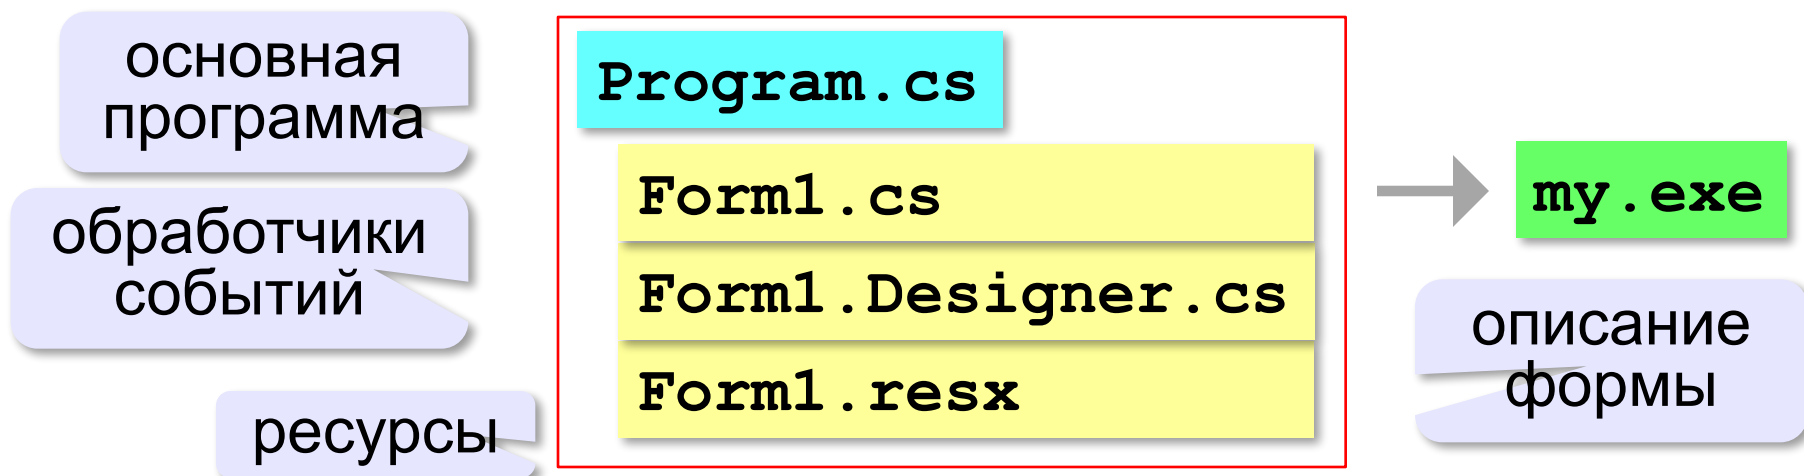 основная
программа
Program.cs
обработчики
событий
Form1.cs
Form1.Designer.cs
Form1.resx
ресурсы
my.exe
описание
формы